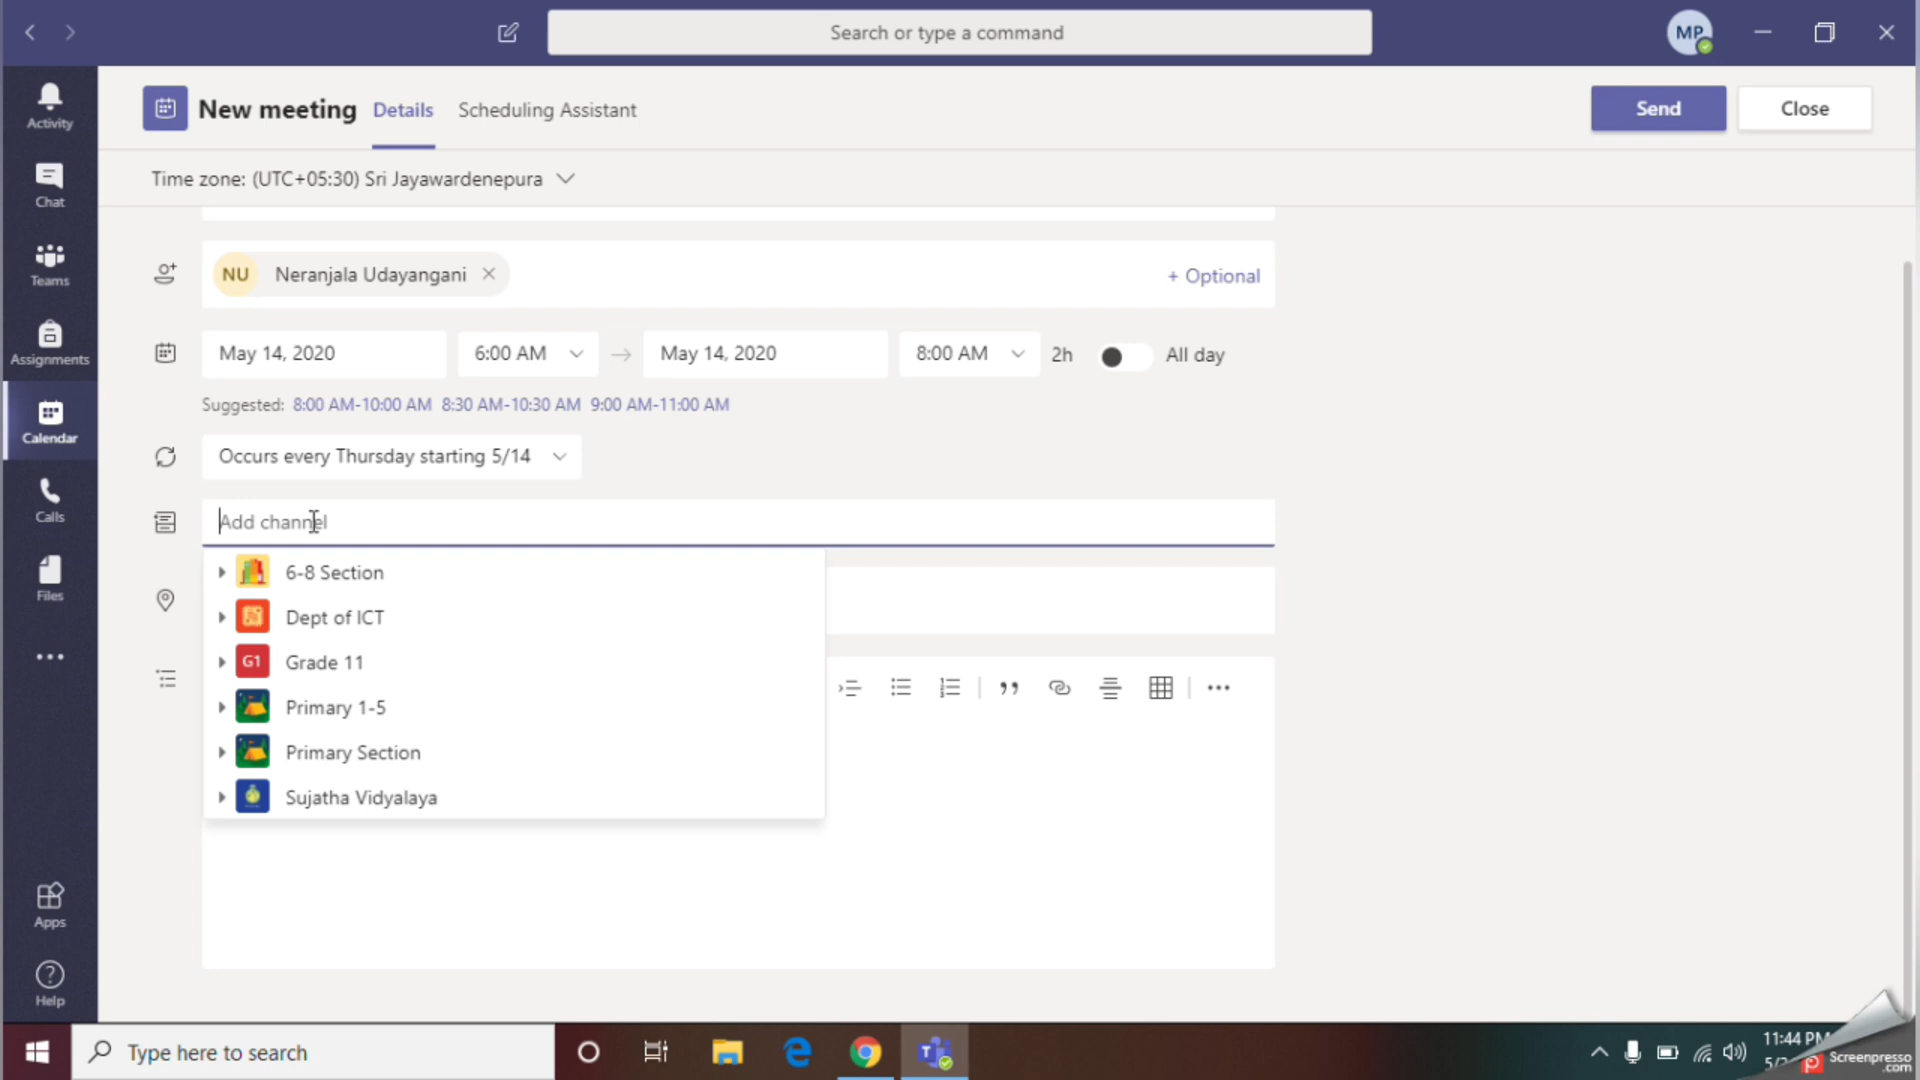 Search or type a command
MP
New meeting Details Scheduling Assistant
Send Close
Time zone: (UTC+05:30) Sri Jayawardenepura
Activity
Chat
Teams
Assignments
Calendar
Calls
Files
Apps
Help
NU Neranjala Udayangani
+ Optional
May 14, 2020 6:00 AM May 14, 2020 8:00 AM 2h All day
Suggested: 8:00 AM-10:00 AM 8:30 AM-10:30 AM 9:00 AM-11:00 AM
Occurs every Thursday starting 5/14
Add channel
6-8 Section
Dept of ICT
G1 Grade 11
Primary 1-5
Primary Section
Sujatha Vidyalaya
Type here to search
11:44 PM
Screenpresso
.com